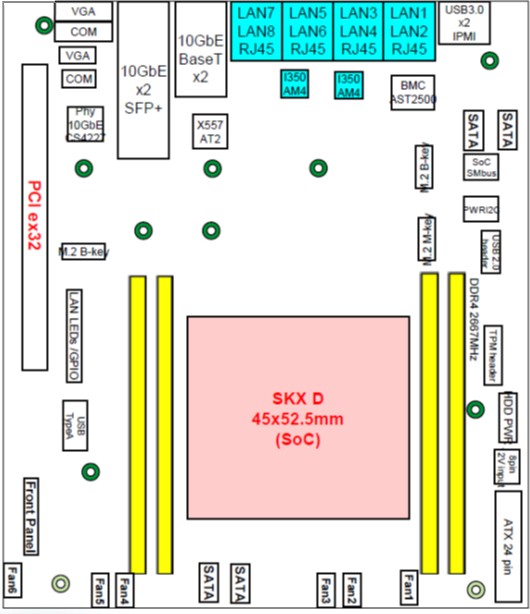 VGA
COM
VGA
COM
Phy
10GbE
CS4227
10GbE
x2
SFP+
10GbE
BaseT
x2
X557
AT2
LAN7
LAN8
RJ45
LAN5
LAN6
RJ45
LAN3
LAN4
RJ45
LAN1
LAN2
RJ45
I350
AM4
I350
AM4
USB3.0
x2
IPMI
BMC
AST2500
SATA
SATA
M.2 B-key
SoC
SMbus
PWRI2C
M.2 M-key
USB 2.0
header
PCI ex32
M.2 B-key
LAN LEDs /GPIO
USB
TypeA
SKX D
45x52.5mm
(SoC)
DDR4 2667MHz
TPM header
HDD PWR
8pin
2V input
ATX 24 pin
Front Panel
Fan6
Fan5
Fan4
SATA
SATA
Fan3
Fan2
Fan1